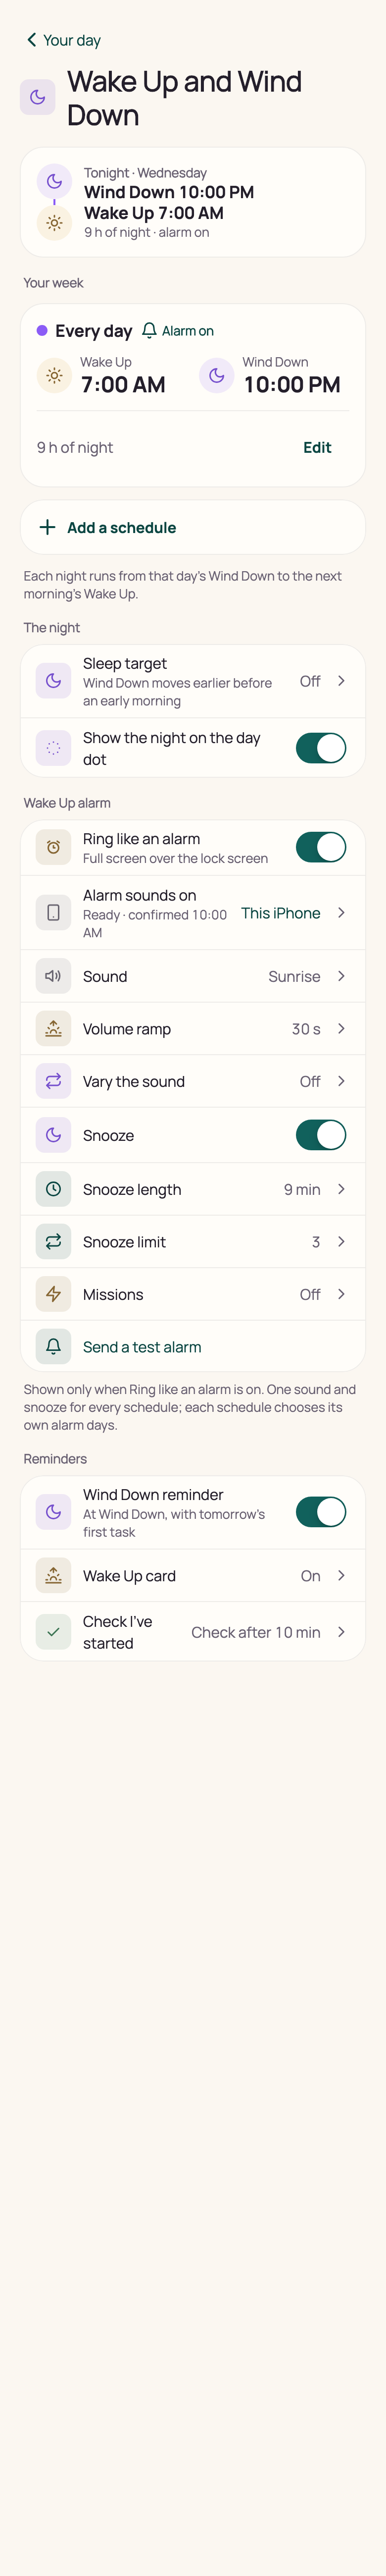 Your day
Wake Up and Wind
Down
Tonight · Wednesday
Wind Down 10:00 PM
Wake Up 7:00 AM
9 h of night · alarm on
Your week
Every day
Alarm on
Wake Up
7:00 AM
Wind Down
10:00 PM
9 h of night
Edit
Add a schedule
Each night runs from that day's Wind Down to the next
morning's Wake Up.
The night
Sleep target
Wind Down moves earlier before
an early morning
Off
Show the night on the day
dot
Wake Up alarm
Ring like an alarm
Full screen over the lock screen
Alarm sounds on
Ready · confirmed 10:00
AM
This iPhone
Sound
Sunrise
Volume ramp
30 s
Vary the sound
Off
Snooze
Snooze length
9 min
Snooze limit
3
Missions
Off
Send a test alarm
Shown only when Ring like an alarm is on. One sound and
snooze for every schedule; each schedule chooses its
own alarm days.
Reminders
Wind Down reminder
At Wind Down, with tomorrow's
first task
Wake Up card
On
Check I've
started
Check after 10 min